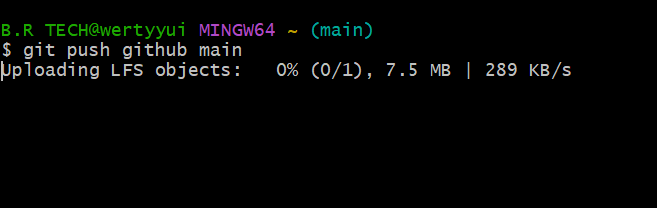 B.R TECH@wertyyui MINGW64 ~ (main)
$ git push github main
Uploading LFS objects:   0% (0/1), 7.5 MB | 289 KB/s